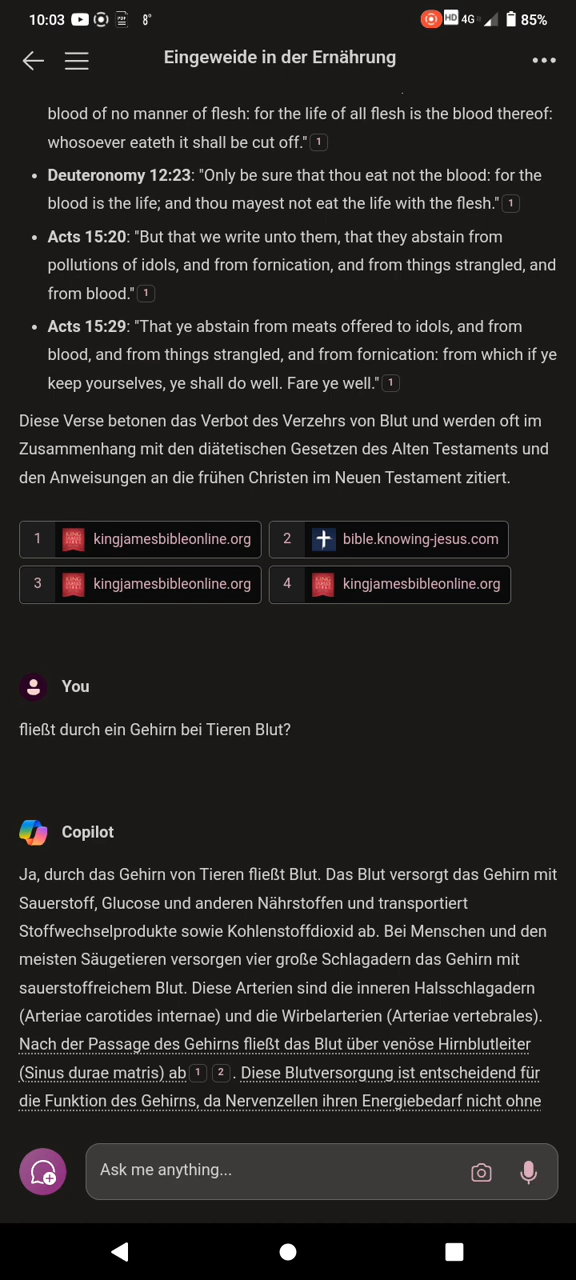 10:03
8°
HD 4G 85%
Eingeweide in der Ernährung
blood of no manner of flesh: for the life of all flesh is the blood thereof:
whosoever eateth it shall be cut off." 1
• Deuteronomy 12:23: "Only be sure that thou eat not the blood: for the
blood is the life; and thou mayest not eat the life with the flesh." 1
• Acts 15:20: "But that we write unto them, that they abstain from
pollutions of idols, and from fornication, and from things strangled, and
from blood." 1
• Acts 15:29: "That ye abstain from meats offered to idols, and from
blood, and from things strangled, and from fornication: from which if ye
keep yourselves, ye shall do well. Fare ye well." 1
Diese Verse betonen das Verbot des Verzehrs von Blut und werden oft im
Zusammenhang mit den diätetischen Gesetzen des Alten Testaments und
den Anweisungen an die frühen Christen im Neuen Testament zitiert.
1 kingjamesbibleonline.org 2 bible.knowing-jesus.com
3 kingjamesbibleonline.org 4 kingjamesbibleonline.org
You
fließt durch ein Gehirn bei Tieren Blut?
Copilot
Ja, durch das Gehirn von Tieren fließt Blut. Das Blut versorgt das Gehirn mit
Sauerstoff, Glucose und anderen Nährstoffen und transportiert
Stoffwechselprodukte sowie Kohlenstoffdioxid ab. Bei Menschen und den
meisten Säugetieren versorgen vier große Schlagadern das Gehirn mit
sauerstoffreichem Blut. Diese Arterien sind die inneren Halsschlagadern
(Arteriae carotides internae) und die Wirbelarterien (Arteriae vertebrales).
Nach der Passage des Gehirns fließt das Blut über venöse Hirnblutleiter
(Sinus durae matris) ab 1 2 . Diese Blutversorgung ist entscheidend für
die Funktion des Gehirns, da Nervenzellen ihren Energiebedarf nicht ohne
Ask me anything...